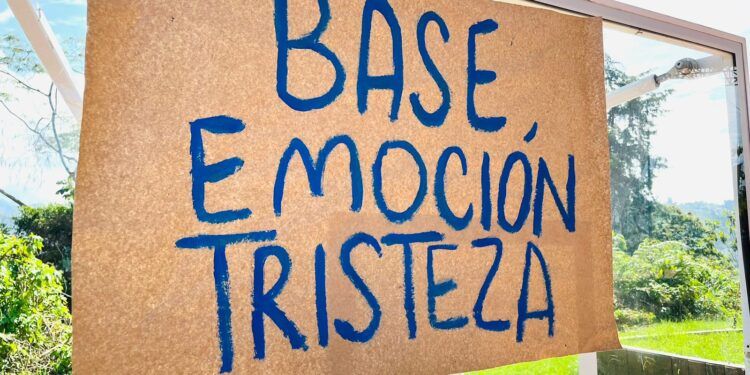 BASE
EMOCIÓN
TRISTEZA